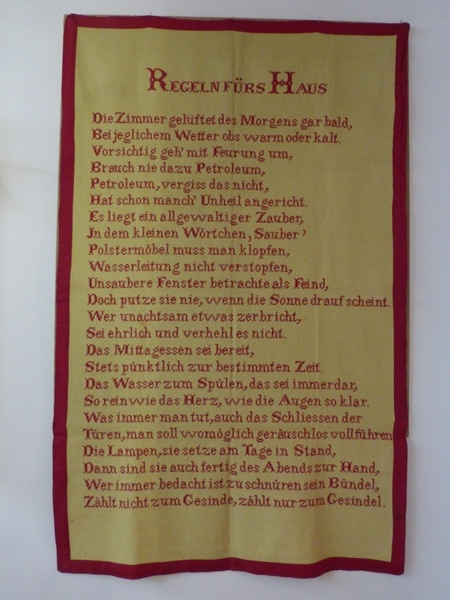 REGELN FÜRS HAUS
Die Zimmer gelüftet des Morgens gar bald,
Bei jeglichem Wetter obs warm oder kalt.
Vorsichtig geh' mit Feurung um,
Brauch nie dazu Petroleum,
Petroleum, vergiss das nicht,
Hat schon manch' Unheil angericht.
Es liegt ein allgewaltiger Zauber,
Jn dem kleinen Wörtchen, Sauber'
Polstermöbel muss man klopfen,
Wasserleitung nicht verstopfen,
Unsaubere Fenster betrachte als Feind,
Doch putze sie nie, wenn die Sonne drauf scheint.
Wer unachtsam etwas zerbricht,
Sei ehrlich und verhehl es nicht.
Das Mittagessen sei bereit,
Stets pünktlich zur bestimmten Zeit.
Das Wasser zum Spülen, das sei immerdar,
So rein wie das Herz, wie die Augen so klar.
Was immer man tut, auch das Schliessen der
Türen, man soll womöglich geräuschlos vollführen
Die Lampen, sie setze am Tage in Stand,
Dann sind sie auch fertig des Abends zur Hand,
Wer immer bedacht ist zu schnüren sein Bündel,
Zählt nicht zum Gesinde, zählt nur zum Gesindel.